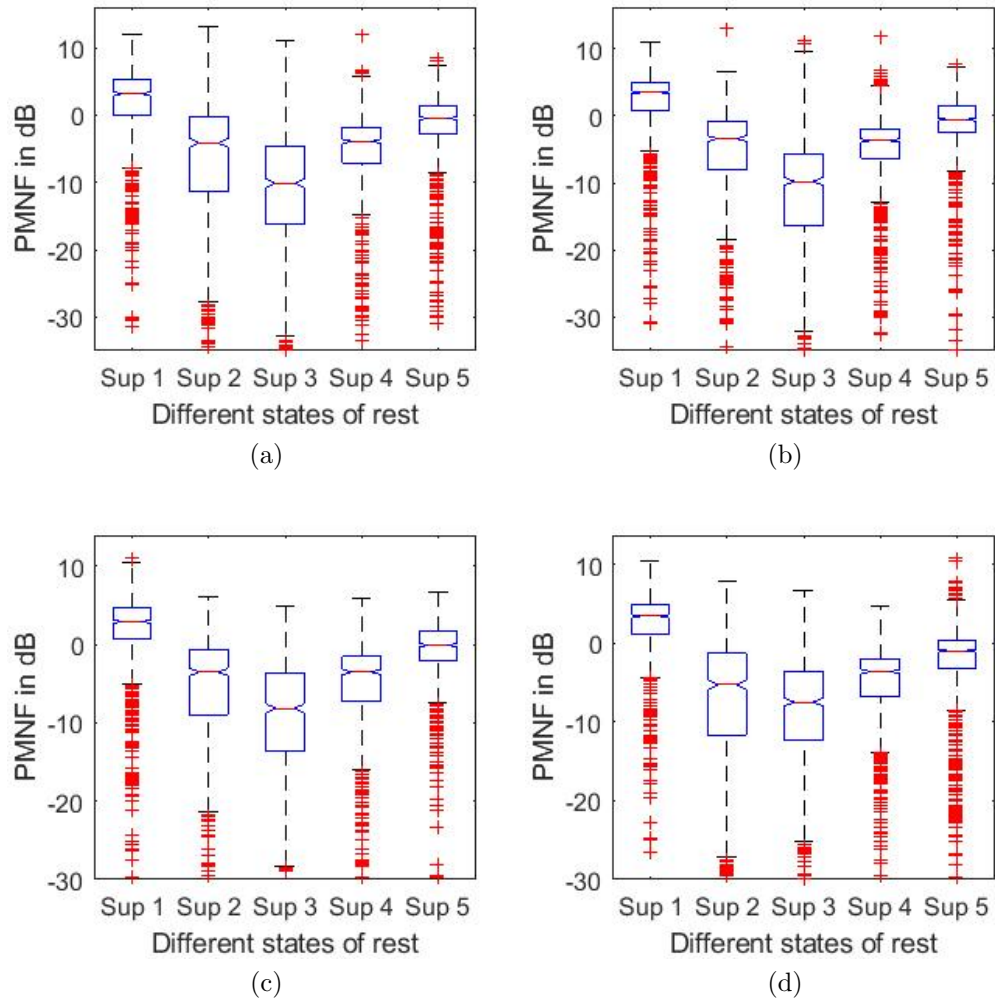 PMNF in dB
10
0
-10
-20
-30
Sup 1 Sup 2 Sup 3 Sup 4 Sup 5
Different states of rest
(a)
PMNF in dB
10
0
-10
-20
-30
Sup 1 Sup 2 Sup 3 Sup 4 Sup 5
Different states of rest
(b)
PMNF in dB
10
0
-10
-20
-30
Sup 1 Sup 2 Sup 3 Sup 4 Sup 5
Different states of rest
(c)
PMNF in dB
10
0
-10
-20
-30
Sup 1 Sup 2 Sup 3 Sup 4 Sup 5
Different states of rest
(d)